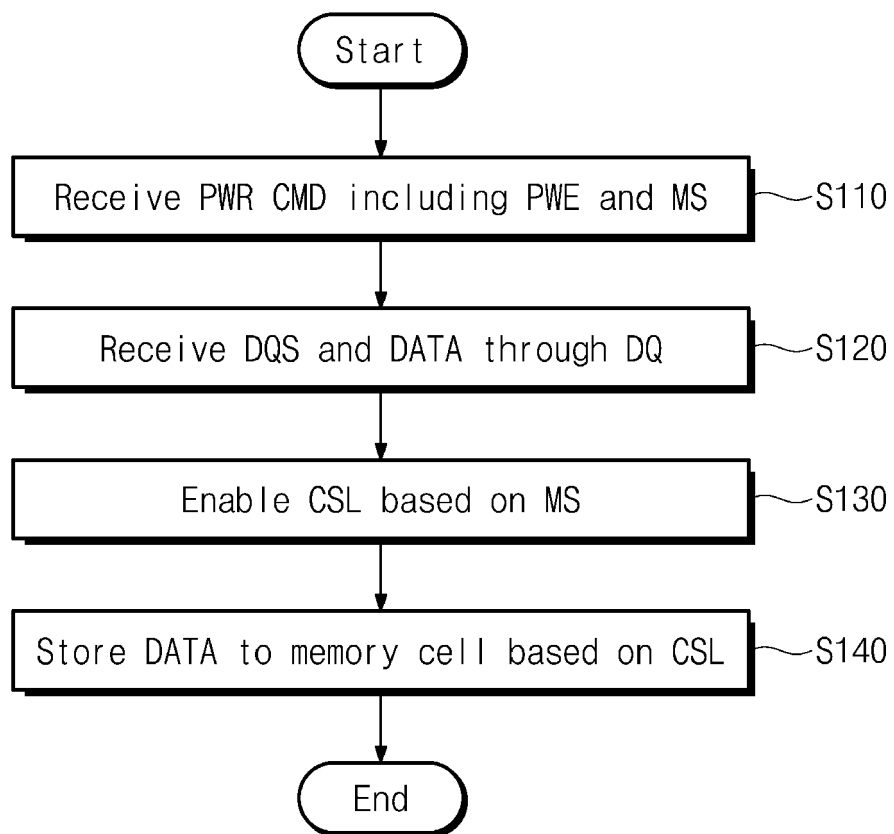 Start
Receive PWR CMD including PWE and MS
S110
Receive DQS and DATA through DQ
S120
Enable CSL based on MS
S130
Store DATA to memory cell based on CSL
S140
End